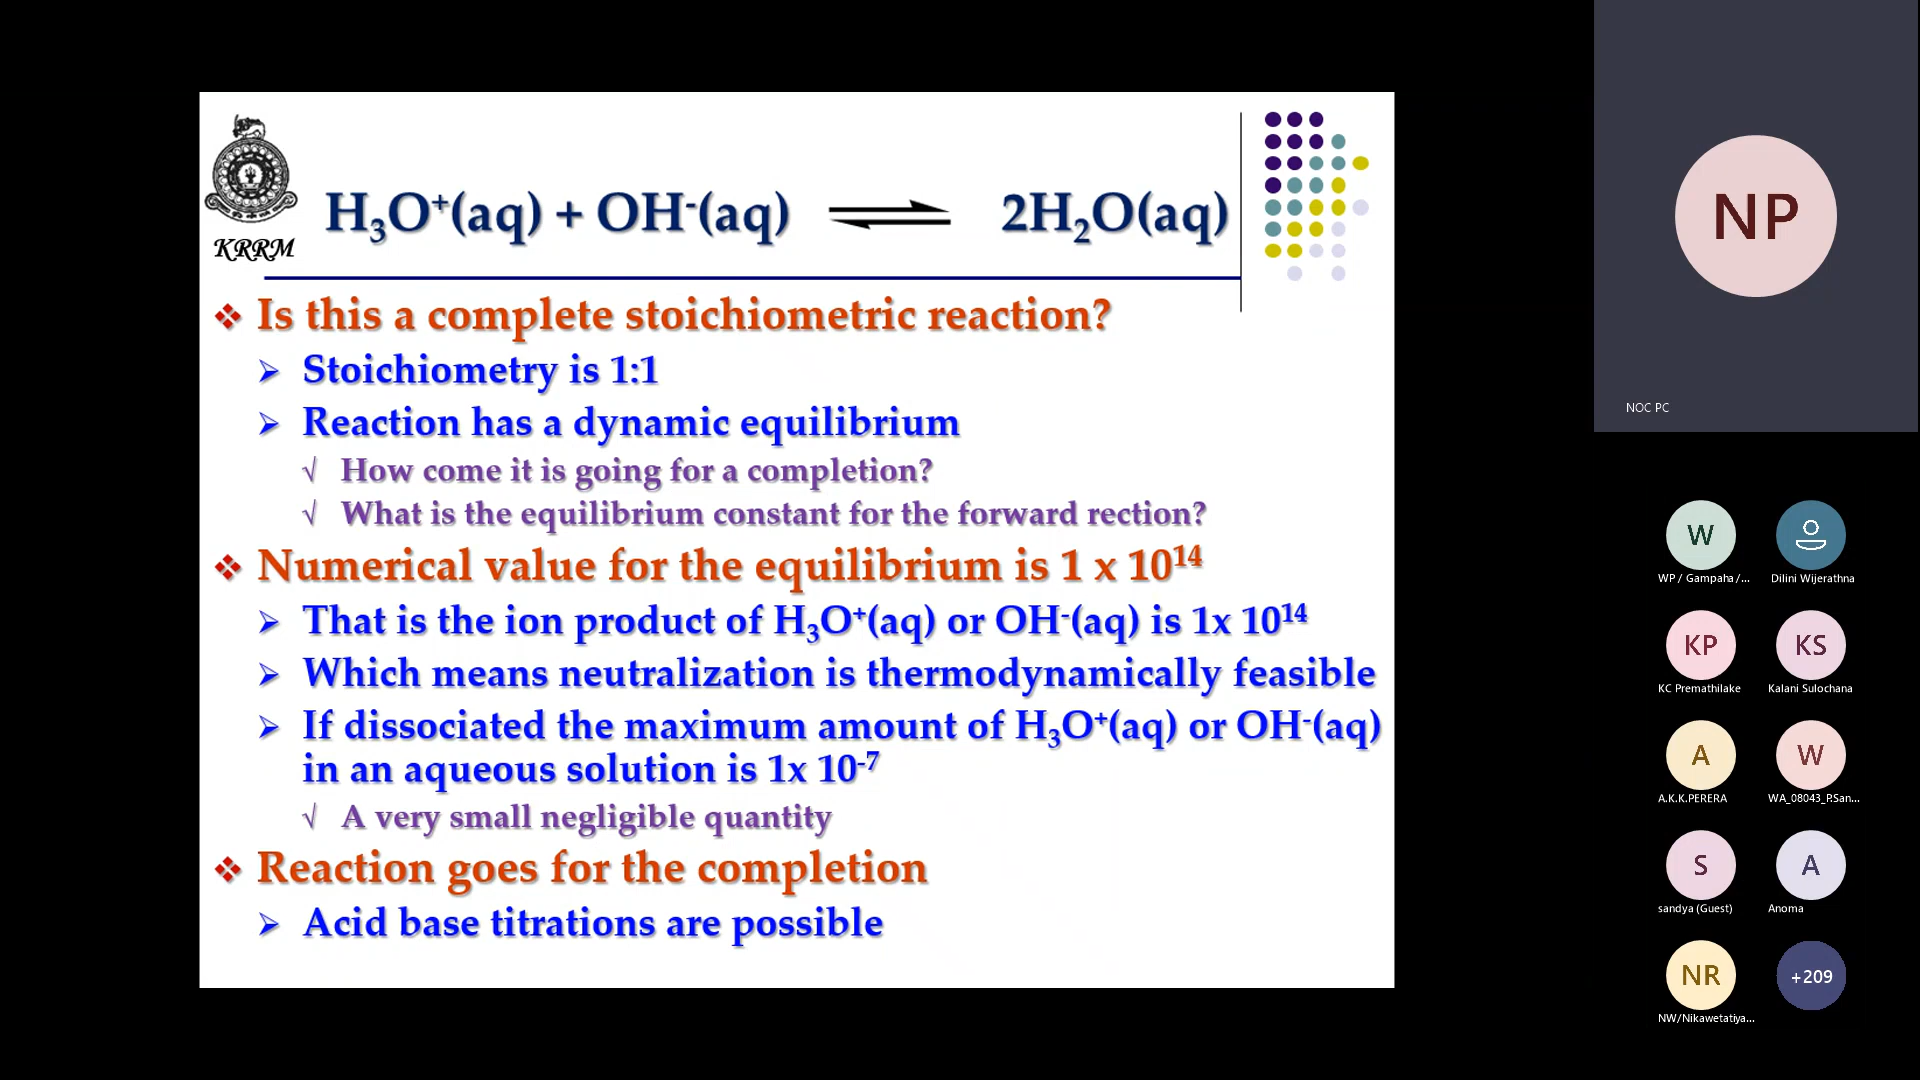 KRRM
H₃O⁺(aq) + OH⁻(aq) ⇌ 2H₂O(aq)
❖ Is this a complete stoichiometric reaction?
➢ Stoichiometry is 1:1
➢ Reaction has a dynamic equilibrium
√ How come it is going for a completion?
√ What is the equilibrium constant for the forward rection?
❖ Numerical value for the equilibrium is 1 x 10¹⁴
➢ That is the ion product of H₃O⁺(aq) or OH⁻(aq) is 1x 10¹⁴
➢ Which means neutralization is thermodynamically feasible
➢ If dissociated the maximum amount of H₃O⁺(aq) or OH⁻(aq)
in an aqueous solution is 1x 10⁻⁷
√ A very small negligible quantity
❖ Reaction goes for the completion
➢ Acid base titrations are possible
NP
NOC PC
W
WP / Gampaha /...
Dilini Wijerathna
KP
KC Premathilake
KS
Kalani Sulochana
A
A.K.K.PERERA
W
WA_08043_P.San...
S
sandya (Guest)
A
Anoma
NR
NW/Nikawetatiya...
+209